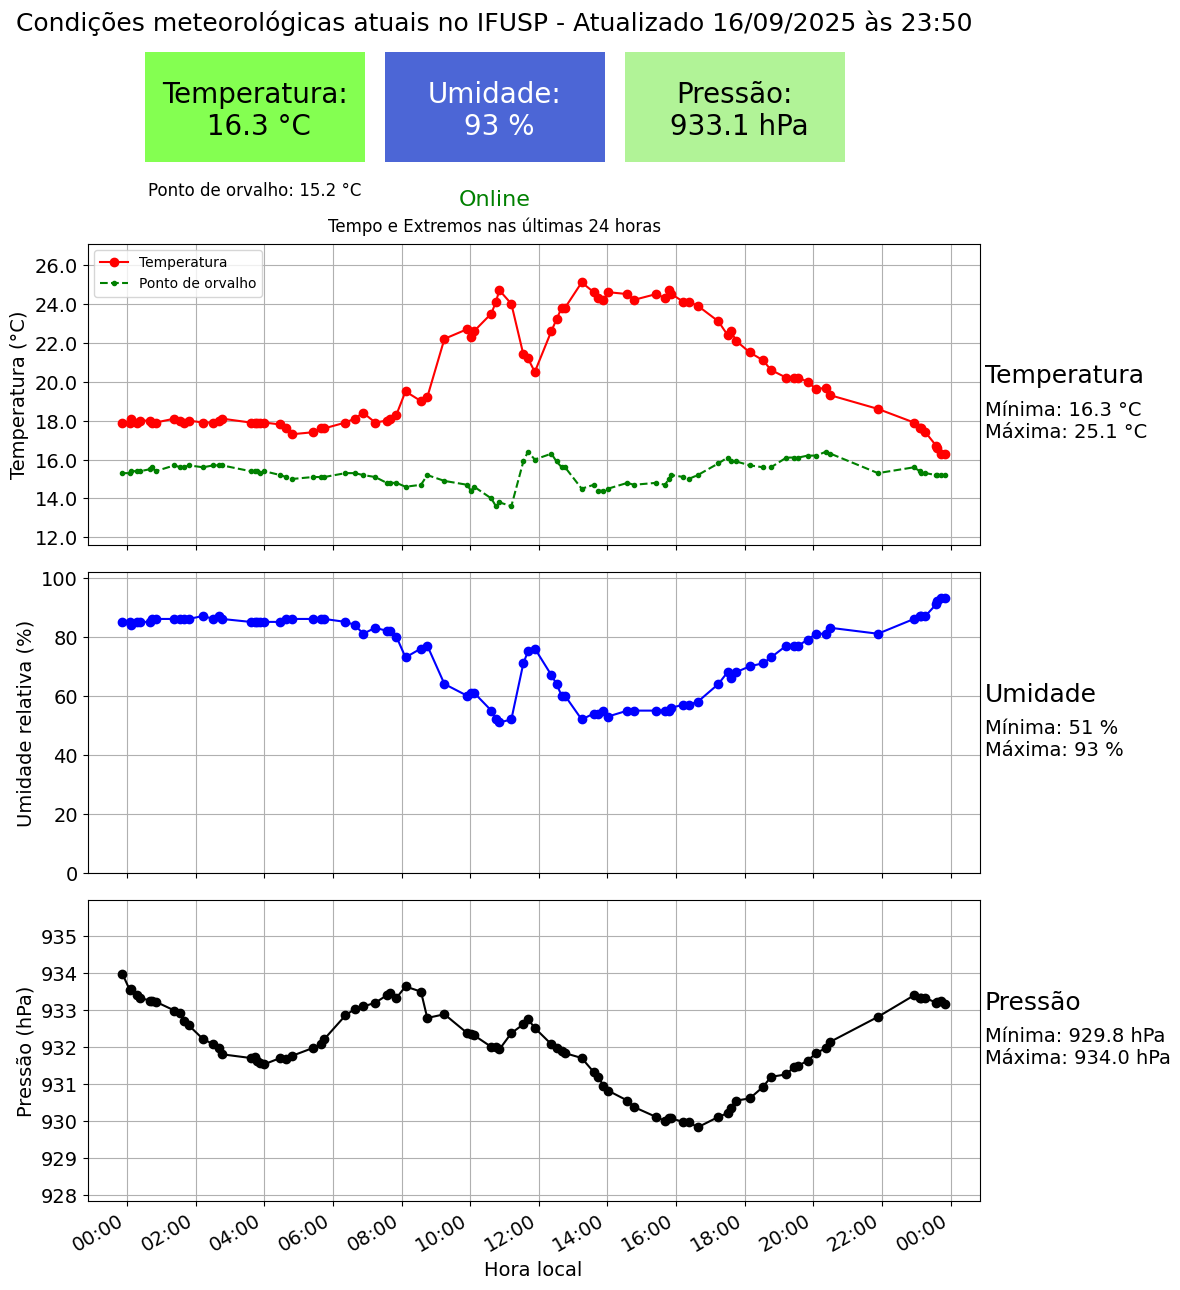 Condições meteorológicas atuais no IFUSP - Atualizado 16/09/2025 às 23:50
Temperatura:
16.3 °C
Umidade:
93 %
Pressão:
933.1 hPa
Ponto de orvalho: 15.2 °C
Online
Tempo e Extremos nas últimas 24 horas
Temperatura
Ponto de orvalho
Temperatura (°C)
26.0
24.0
22.0
20.0
18.0
16.0
14.0
12.0
Temperatura
Mínima: 16.3 °C
Máxima: 25.1 °C
Umidade relativa (%)
100
80
60
40
20
0
Umidade
Mínima: 51 %
Máxima: 93 %
Pressão (hPa)
935
934
933
932
931
930
929
928
Pressão
Mínima: 929.8 hPa
Máxima: 934.0 hPa
00:00 02:00 04:00 06:00 08:00 10:00 12:00 14:00 16:00 18:00 20:00 22:00 00:00
Hora local